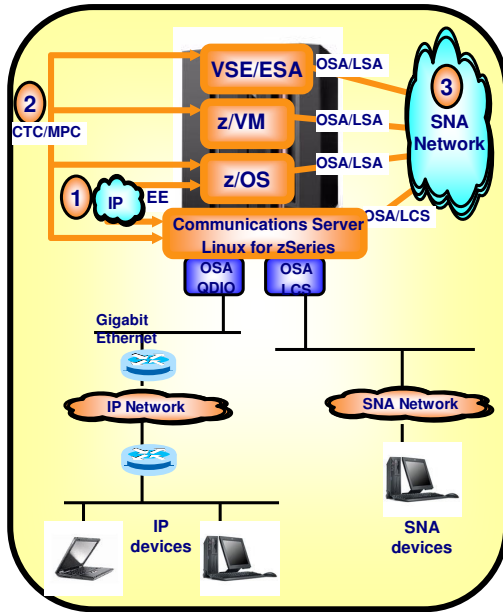 VSE/ESA
OSA/LSA
3
2
SNA
Network
CTC/MPC
z/VM
OSA/LSA
z/OS
OSA/LSA
1
IP
EE
OSA/LCS
Communications Server
Linux for zSeries
OSA
QDIO
OSA
LCS
Gigabit
Ethernet
IP Network
SNA Network
IP
devices
SNA
devices